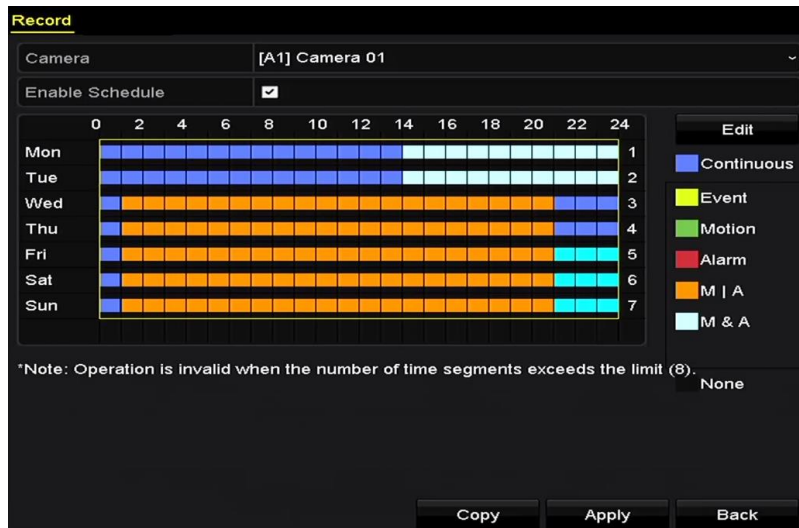 Record
Camera [A1] Camera 01
Enable Schedule
0 2 4 6 8 10 12 14 16 18 20 22 24
Edit
Mon 1
Continuous
Tue 2
Event
Wed 3
Thu 4
Motion
Fri 5
Alarm
Sat 6
M | A
Sun 7
M & A
*Note: Operation is invalid when the number of time segments exceeds the limit (8).
None
Copy Apply Back